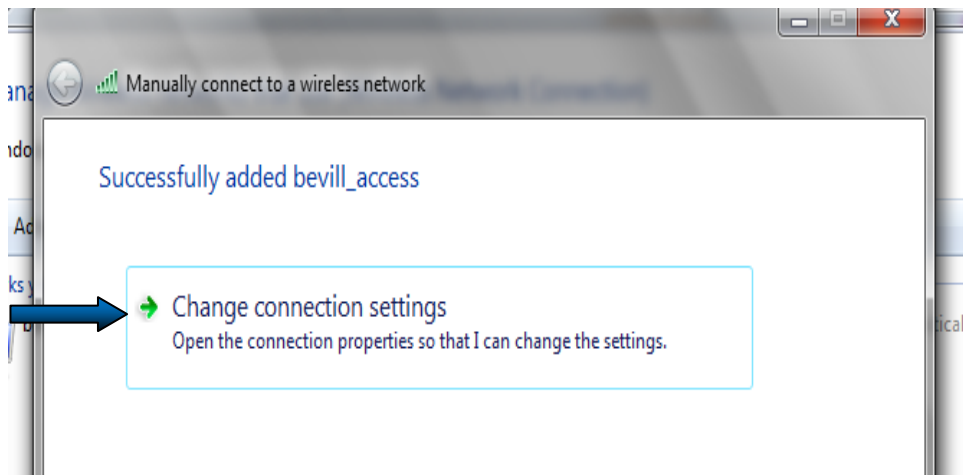 Manually connect to a wireless network
Successfully added bevill_access
Ad
Change connection settings
Open the connection properties so that I can change the settings.